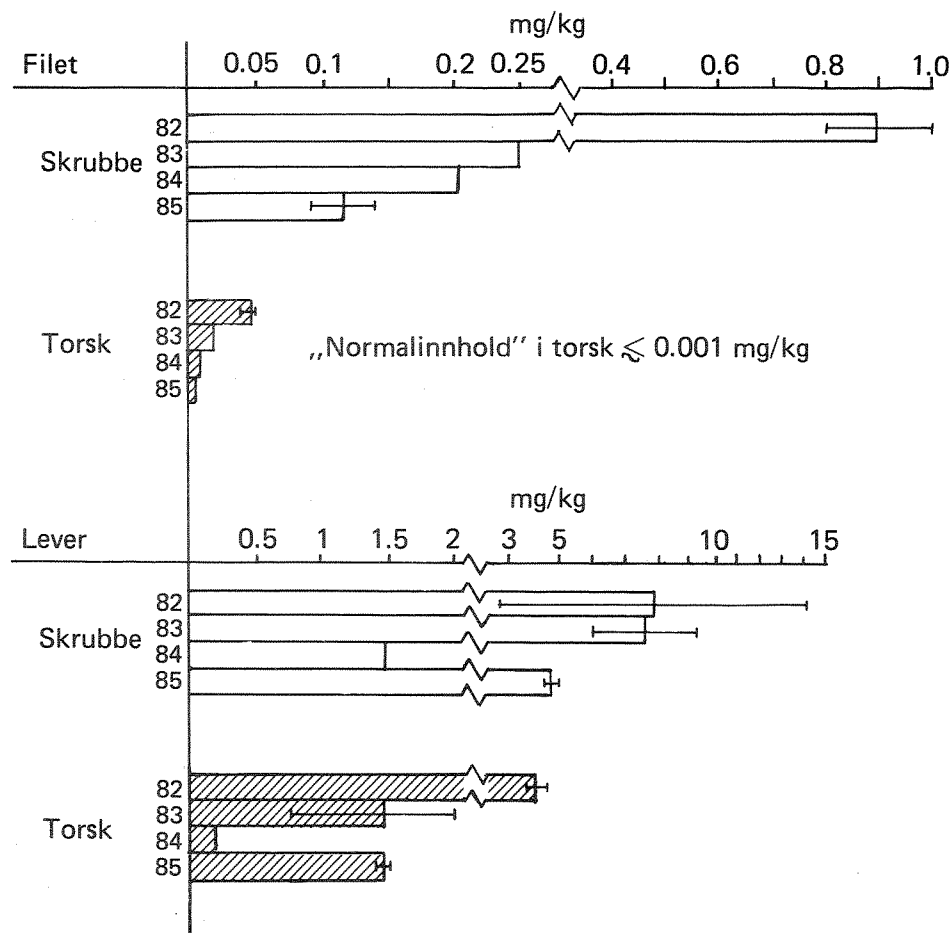 mg/kg
Filet 0.05 0.1 0.2 0.25 0.4 0.6 0.8 1.0
82
Skrubbe 83
84
85
82
Torsk 83
84
85
„Normalinnhold” i torsk ⪅ 0.001 mg/kg
mg/kg
Lever 0.5 1 1.5 2 3 5 10 15
82
Skrubbe 83
84
85
82
Torsk 83
84
85